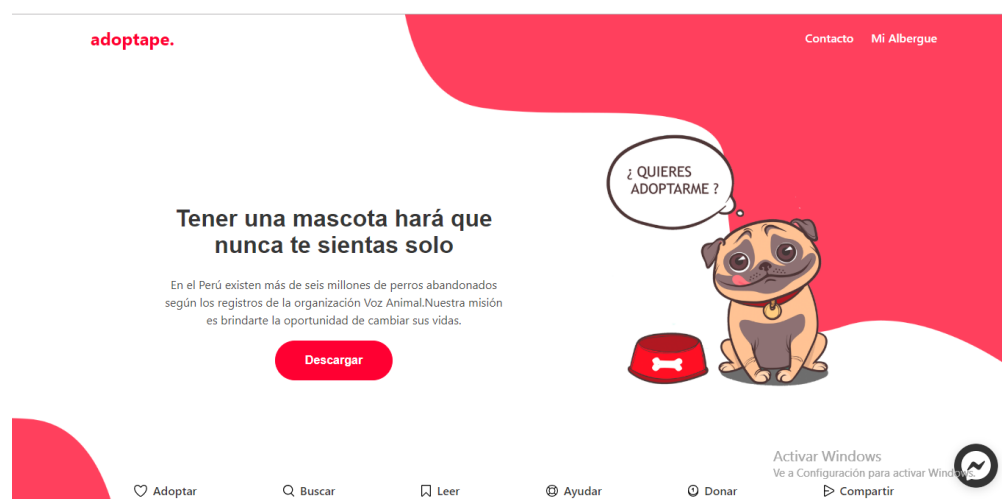 adoptape.
Contacto Mi Albergue
¿ QUIERES
ADOPTARME ?
Tener una mascota hará que
nunca te sientas solo
En el Perú existen más de seis millones de perros abandonados
según los registros de la organización Voz Animal.Nuestra misión
es brindarte la oportunidad de cambiar sus vidas.
Descargar
Activar Windows
Ve a Configuración para activar Windows.
Adoptar Buscar Leer Ayudar Donar Compartir